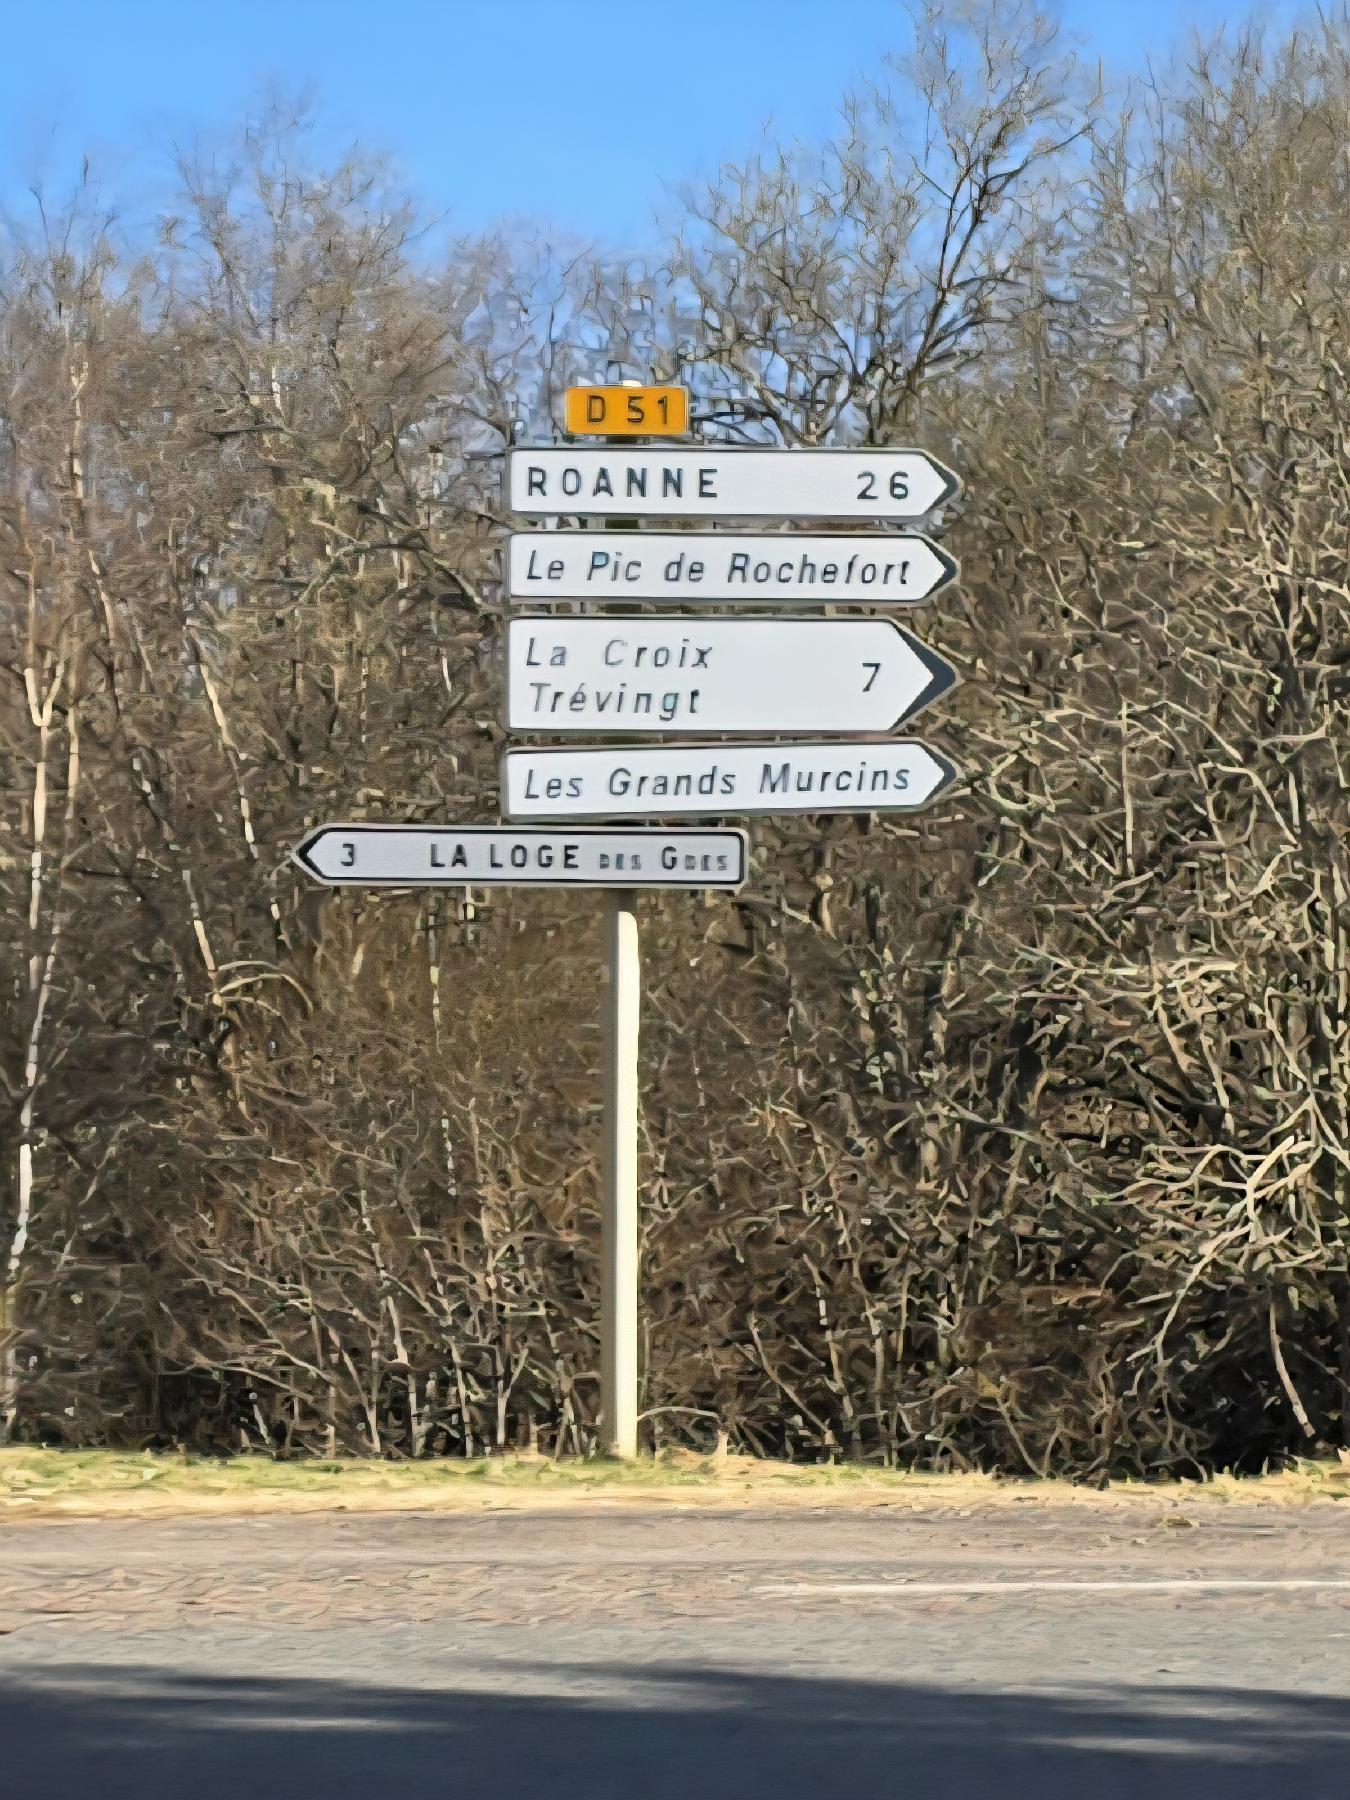 D 51
ROANNE 26
Le Pic de Rochefort
La Croix
Trévingt 7
Les Grands Murcins
3 LA LOGE DES GDES